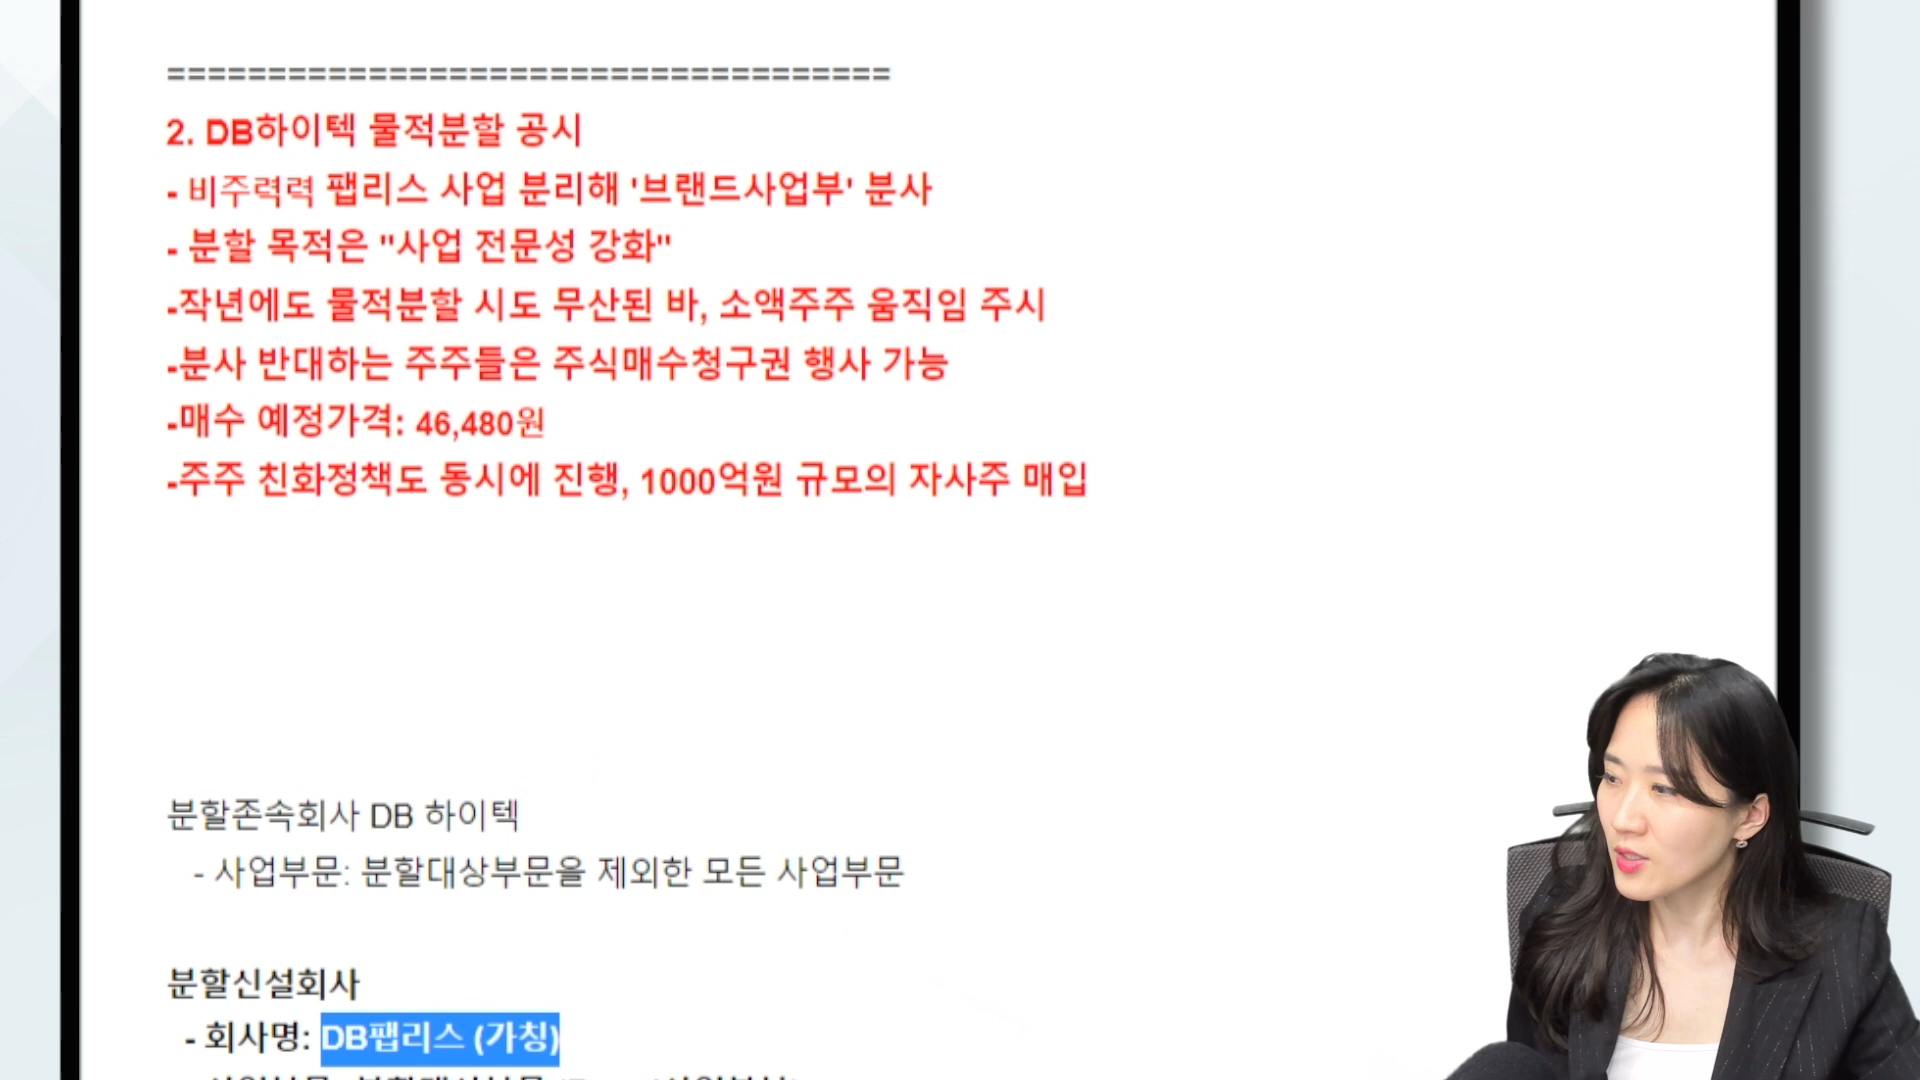 ====================================
2. DB하이텍 물적분할 공시
- 비주력력 팹리스 사업 분리해 '브랜드사업부' 분사
- 분할 목적은 "사업 전문성 강화"
-작년에도 물적분할 시도 무산된 바, 소액주주 움직임 주시
-분사 반대하는 주주들은 주식매수청구권 행사 가능
-매수 예정가격: 46,480원
-주주 친화정책도 동시에 진행, 1000억원 규모의 자사주 매입
분할존속회사 DB 하이텍
- 사업부문: 분할대상부문을 제외한 모든 사업부문
분할신설회사
- 회사명: DB팹리스 (가칭)